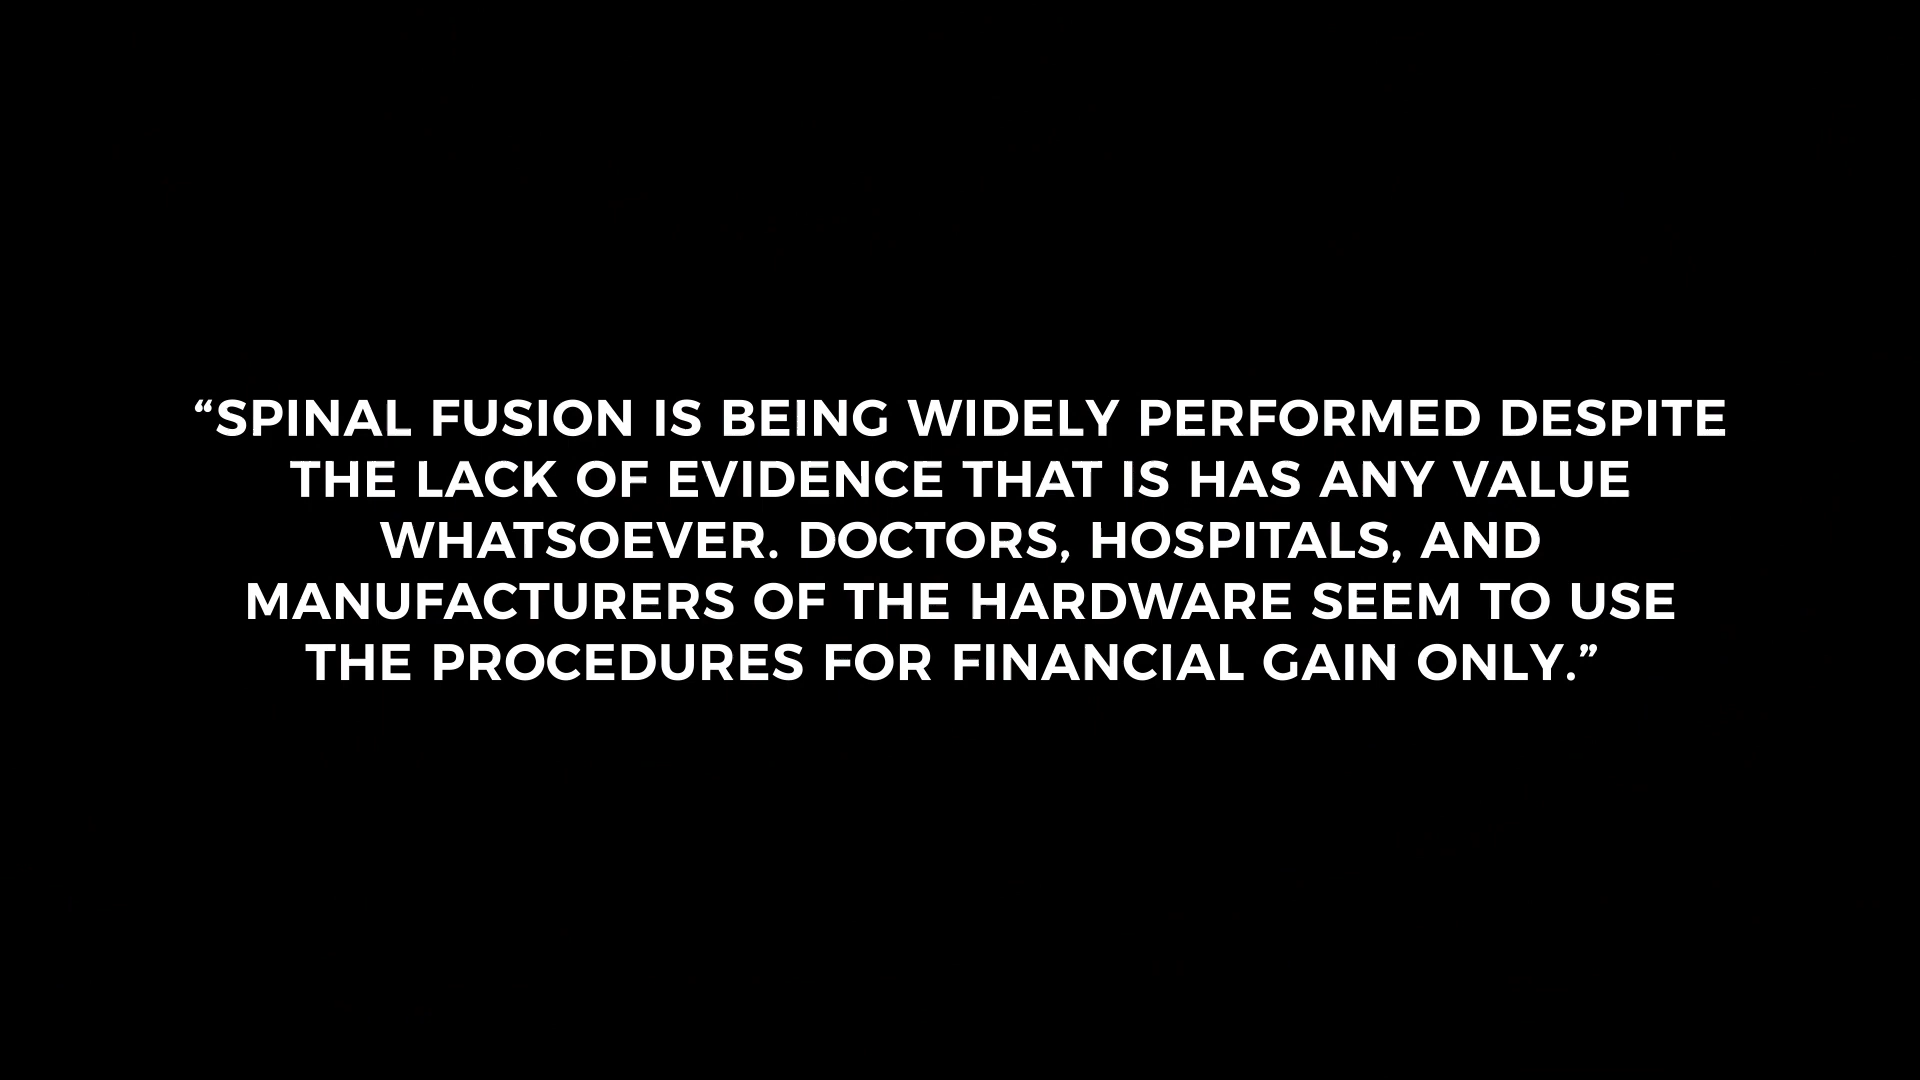 “SPINAL FUSION IS BEING WIDELY PERFORMED DESPITE
THE LACK OF EVIDENCE THAT IS HAS ANY VALUE
WHATSOEVER. DOCTORS, HOSPITALS, AND
MANUFACTURERS OF THE HARDWARE SEEM TO USE
THE PROCEDURES FOR FINANCIAL GAIN ONLY.”